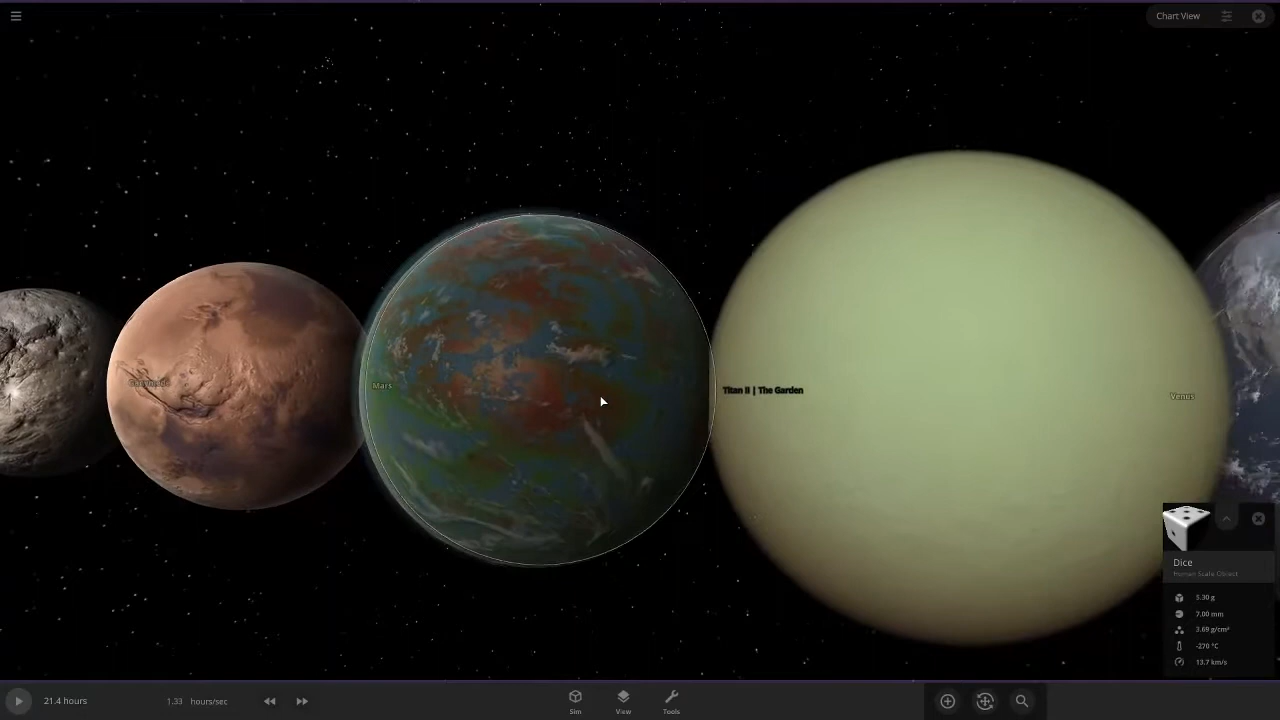 Chart View
Ganymede
Mars
Titan II | The Garden
Venus
Dice
Human Scale Object
5.30 g
7.00 mm
3.69 g/cm³
-270 °C
13.7 km/s
21.4 hours
1.33 hours/sec
Sim
View
Tools